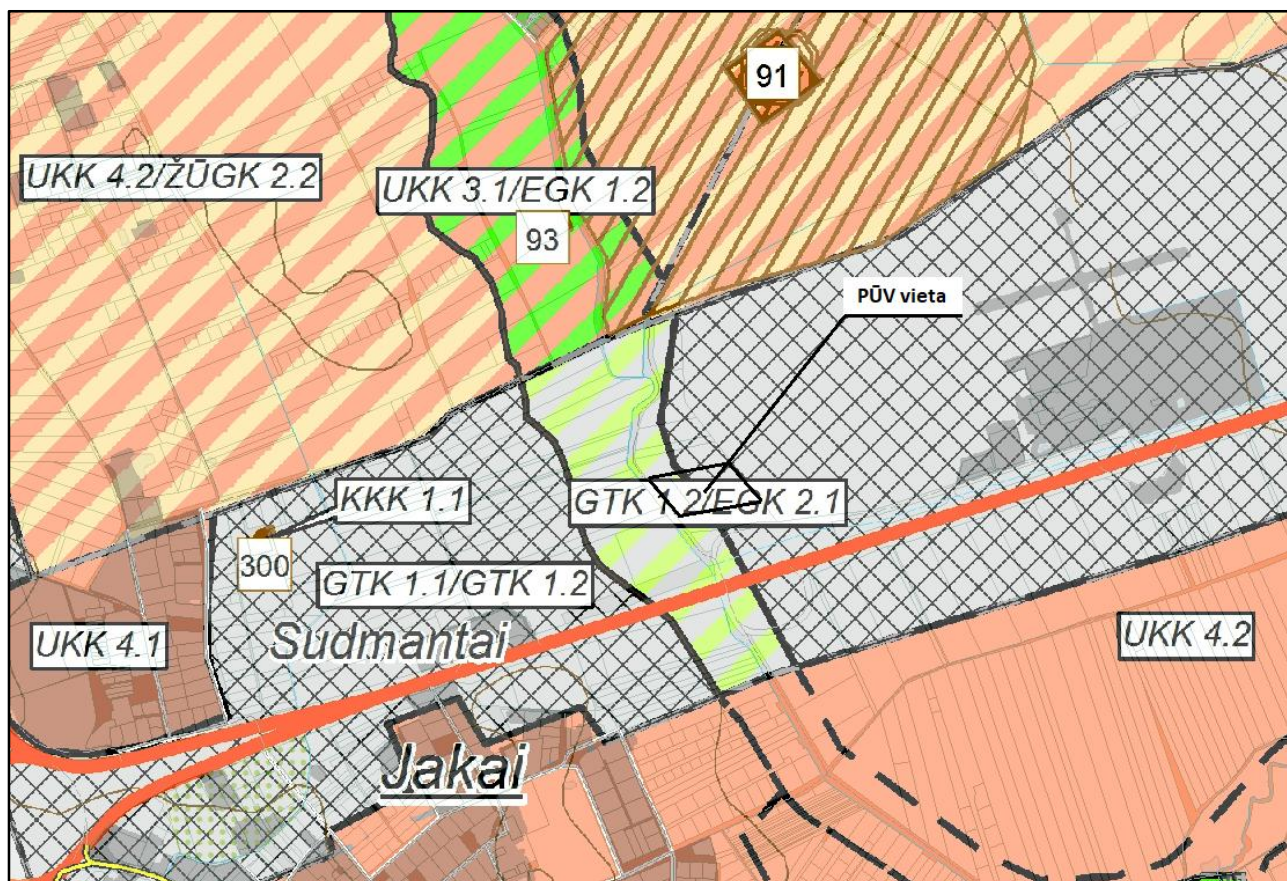 91
UKK 4.2/ŽŪGK 2.2
UKK 3.1/EGK 1.2
93
PŪV vieta
KKK 1.1
GTK 1.2/EGK 2.1
300
GTK 1.1/GTK 1.2
UKK 4.1
Sudmantai
UKK 4.2
Jakai